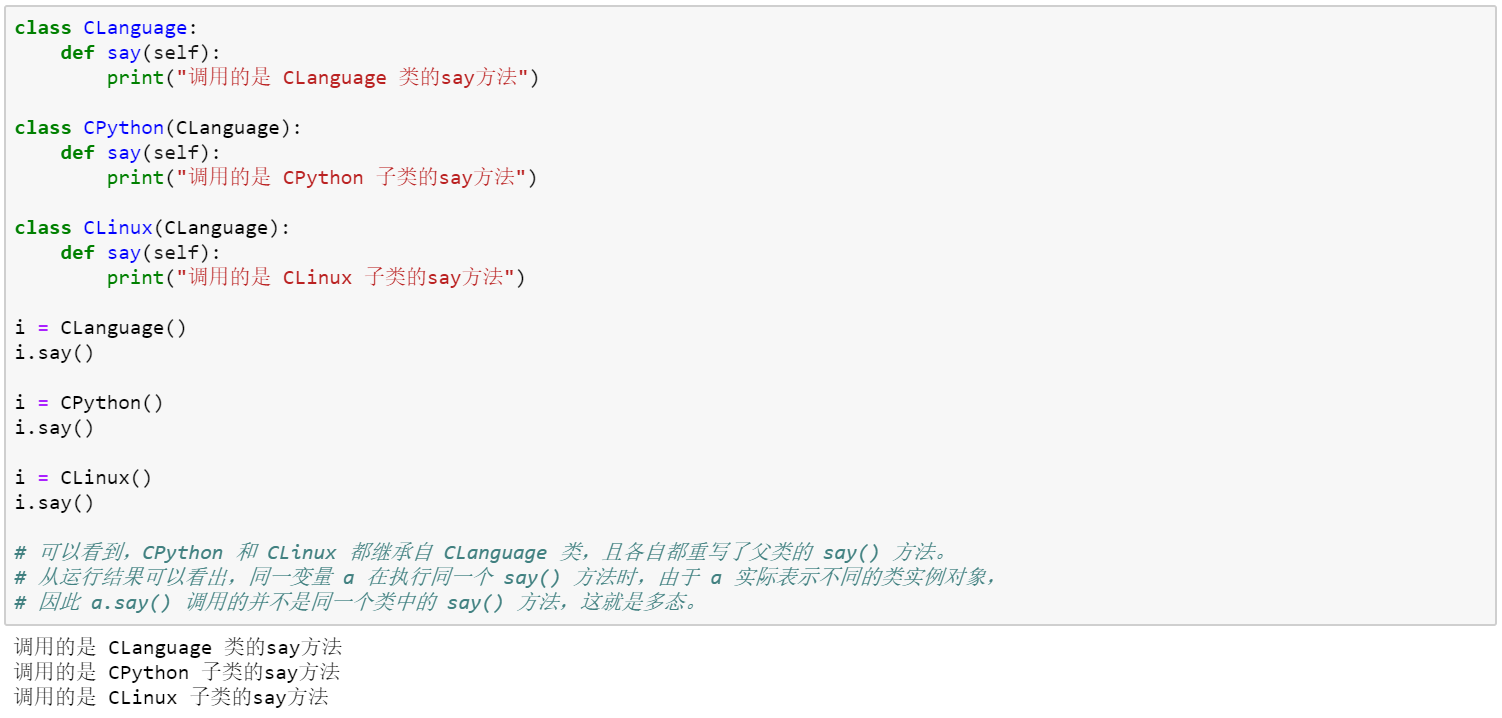 class CLanguage:
    def say(self):
        print("调用的是 CLanguage 类的say方法")
class CPython(CLanguage):
    def say(self):
        print("调用的是 CPython 子类的say方法")
class CLinux(CLanguage):
    def say(self):
        print("调用的是 CLinux 子类的say方法")
i = CLanguage()
i.say()
i = CPython()
i.say()
i = CLinux()
i.say()
# 可以看到，CPython 和 CLinux 都继承自 CLanguage 类，且各自都重写了父类的 say() 方法。
# 从运行结果可以看出，同一变量 a 在执行同一个 say() 方法时，由于 a 实际表示不同的类实例对象，
# 因此 a.say() 调用的并不是同一个类中的 say() 方法，这就是多态。
调用的是 CLanguage 类的say方法
调用的是 CPython 子类的say方法
调用的是 CLinux 子类的say方法